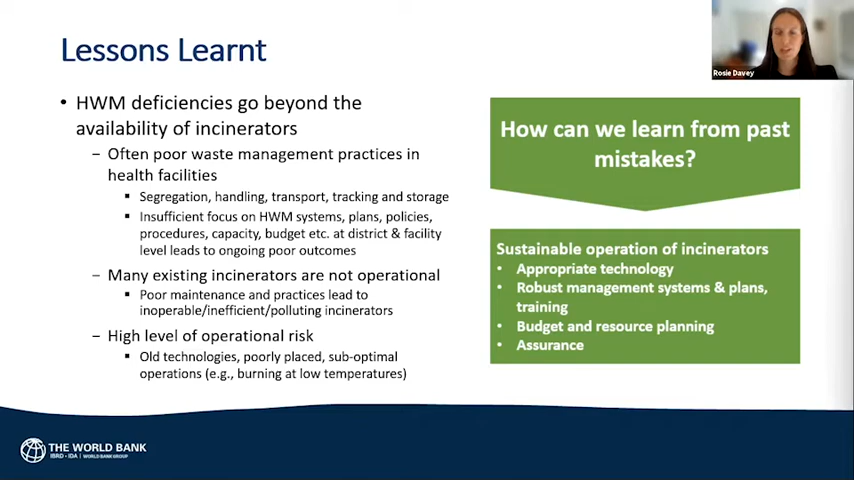 Lessons Learnt
Rosie Davey
• HWM deficiencies go beyond the
availability of incinerators
− Often poor waste management practices in
health facilities
▪ Segregation, handling, transport, tracking and storage
▪ Insufficient focus on HWM systems, plans, policies,
procedures, capacity, budget etc. at district & facility
level leads to ongoing poor outcomes
− Many existing incinerators are not operational
▪ Poor maintenance and practices lead to
inoperable/inefficient/polluting incinerators
− High level of operational risk
▪ Old technologies, poorly placed, sub-optimal
operations (e.g., burning at low temperatures)
How can we learn from past
mistakes?
Sustainable operation of incinerators
• Appropriate technology
• Robust management systems & plans,
training
• Budget and resource planning
• Assurance
THE WORLD BANK
IBRD • IDA | WORLD BANK GROUP